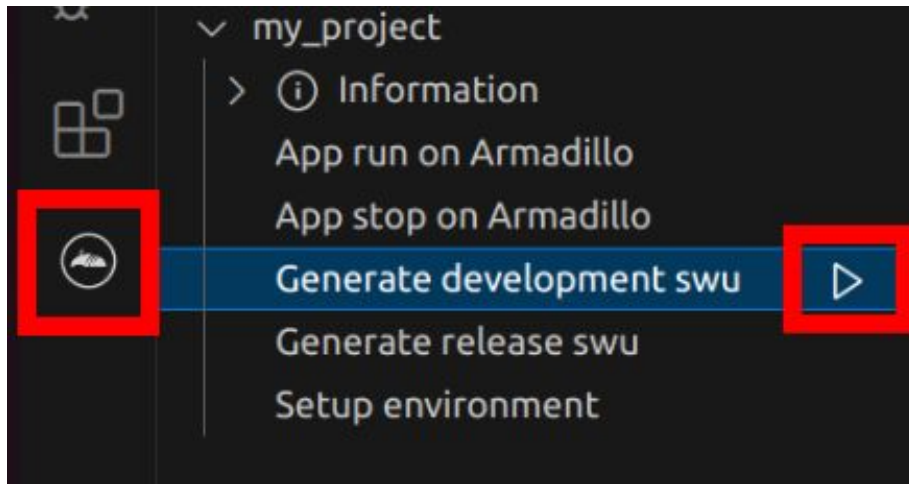 my_project
Information
App run on Armadillo
App stop on Armadillo
Generate development swu
Generate release swu
Setup environment